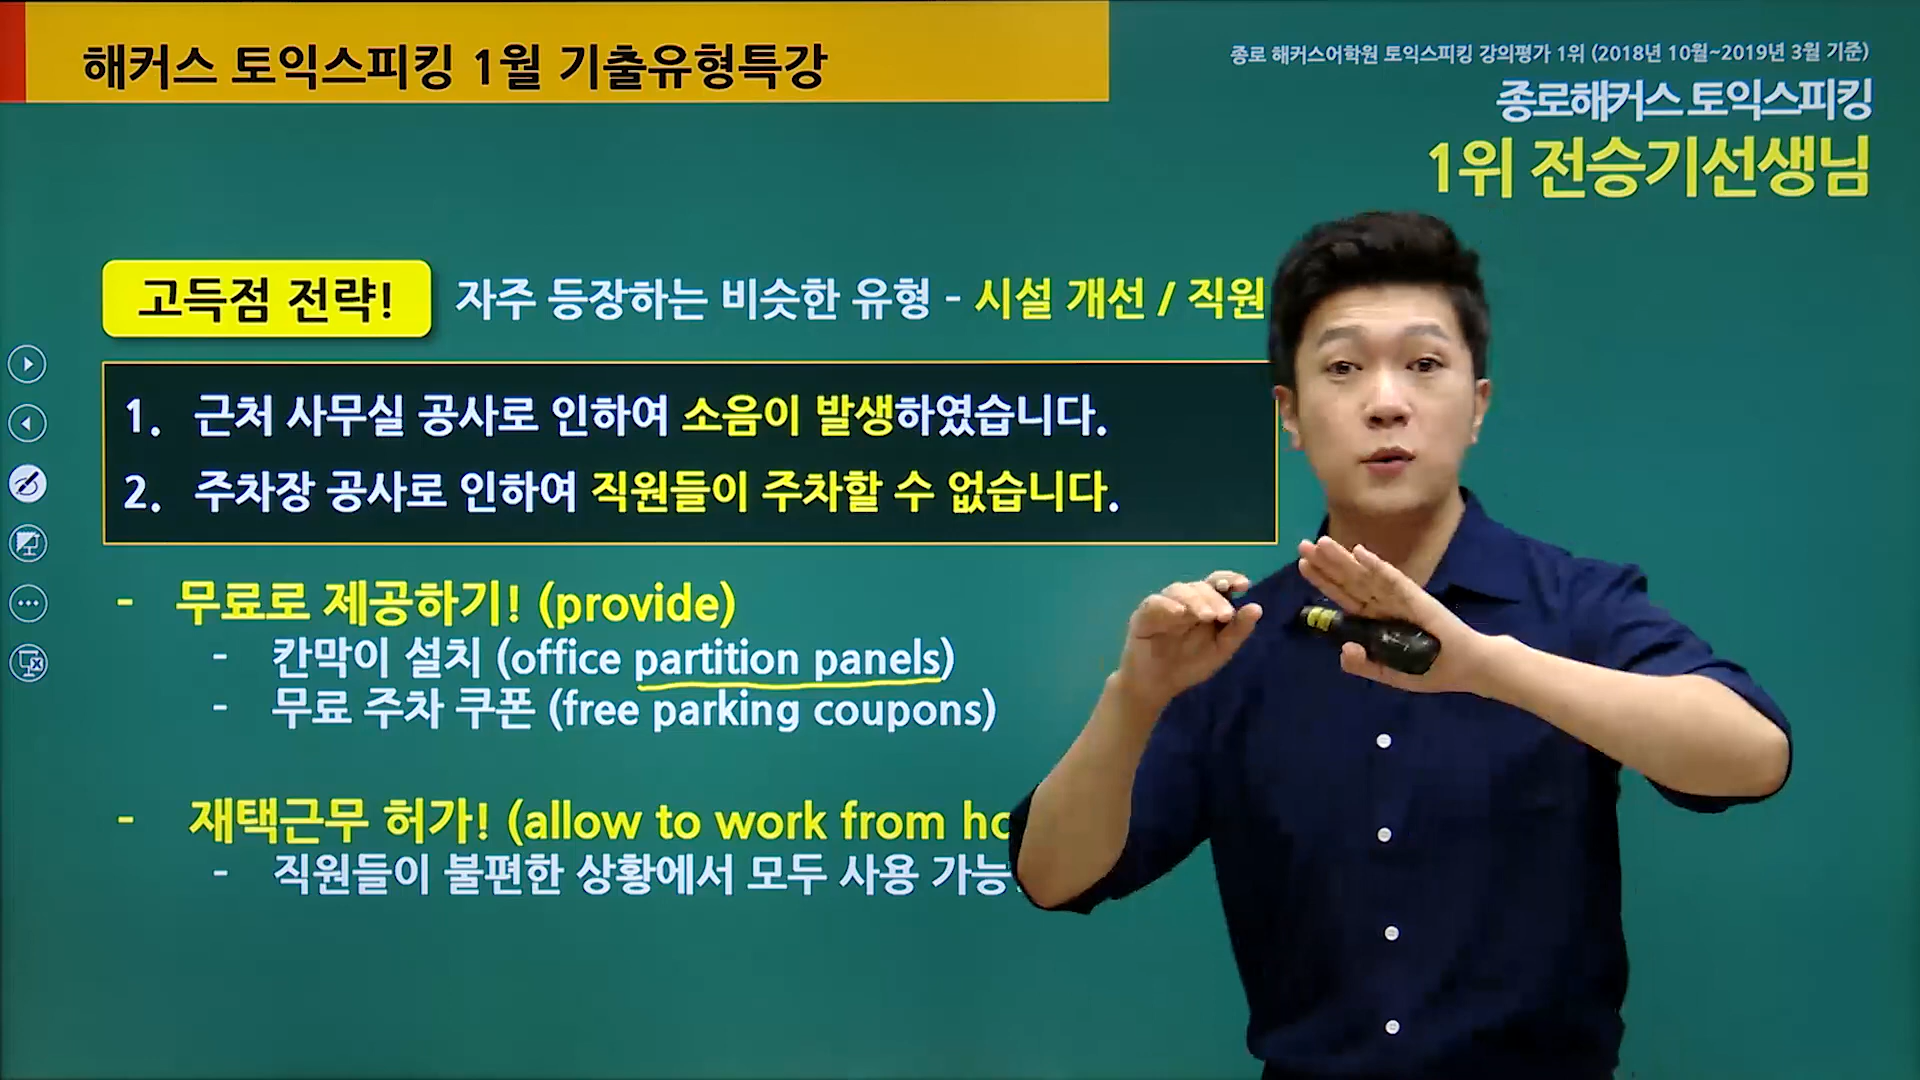 해커스 토익스피킹 1월 기출유형특강
종로 해커스어학원 토익스피킹 강의평가 1위 (2018년 10월~2019년 3월 기준)
종로해커스 토익스피킹
1위 전승기선생님
고득점 전략! 자주 등장하는 비슷한 유형 - 시설 개선 / 직원
1. 근처 사무실 공사로 인하여 소음이 발생하였습니다.
2. 주차장 공사로 인하여 직원들이 주차할 수 없습니다.
- 무료로 제공하기! (provide)
- 칸막이 설치 (office partition panels)
- 무료 주차 쿠폰 (free parking coupons)
- 재택근무 허가! (allow to work from
- 직원들이 불편한 상황에서 모두 사용 가능